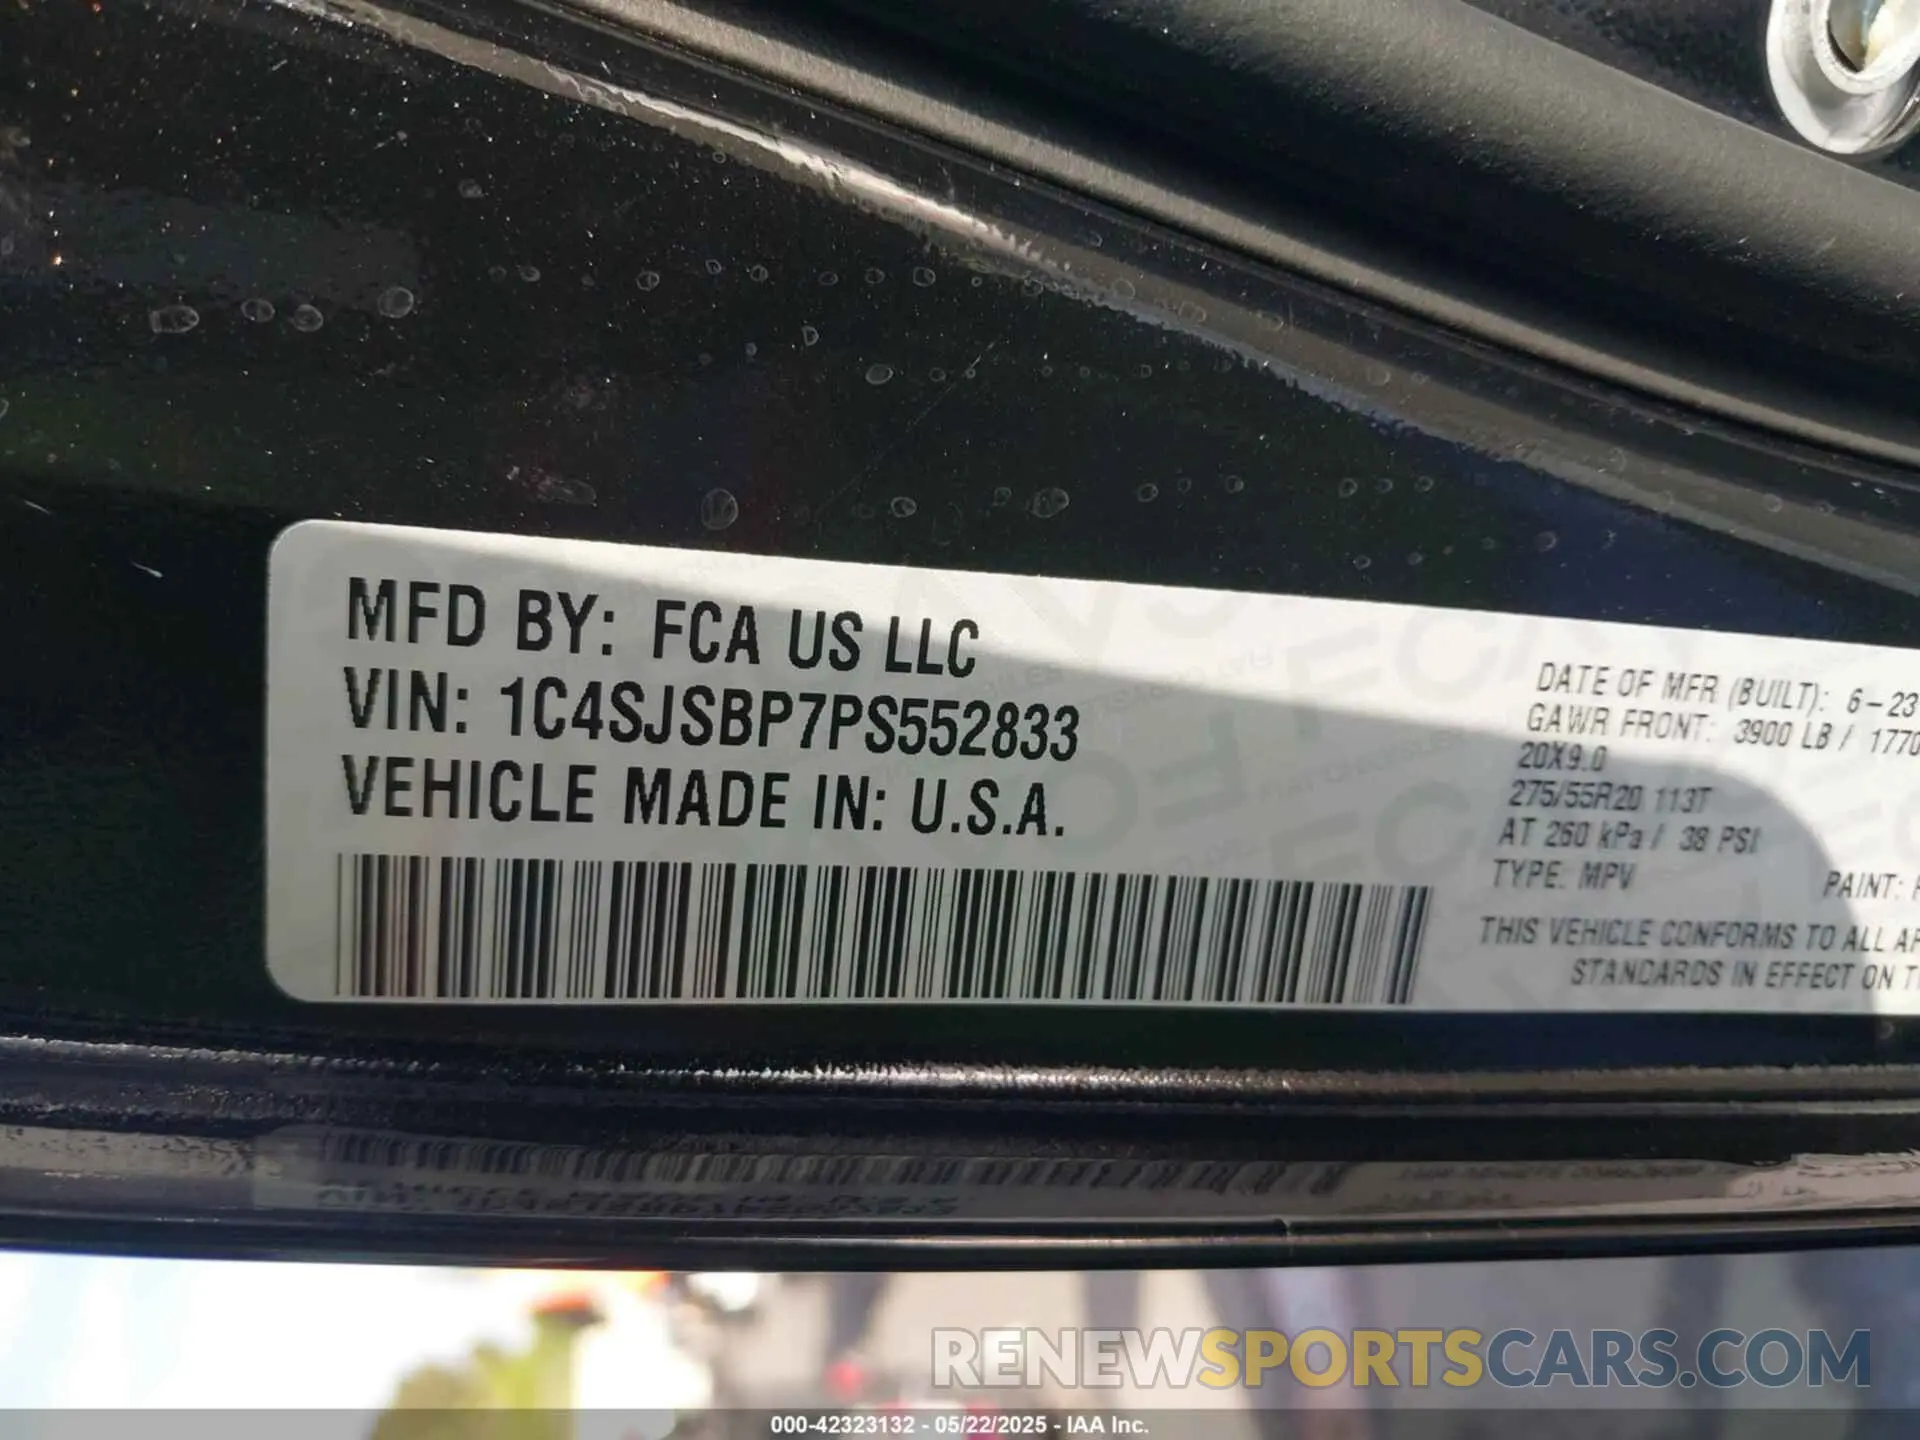 MFD BY: FCA US LLC
VIN: 1C4SJSBP7PS552833
VEHICLE MADE IN: U.S.A.
DATE OF MFR (BUILT): 6-23
GAWR FRONT: 3900 LB / 1770
20X9.0
275/55R20 113T
AT 260 kPa / 38 PSI
TYPE: MPV
PAINT:
THIS VEHICLE CONFORMS TO ALL
STANDARDS IN EFFECT ON
RENEWSPORTSCARS.COM
000-42323132 - 05/22/2025 - IAA Inc.